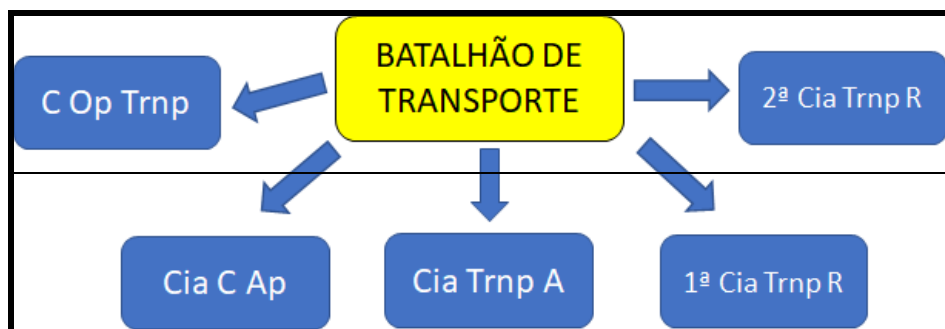 BATALHÃO DE
TRANSPORTE
C Op Trnp
2ª Cia Trnp R
Cia C Ap
Cia Trnp A
1ª Cia Trnp R